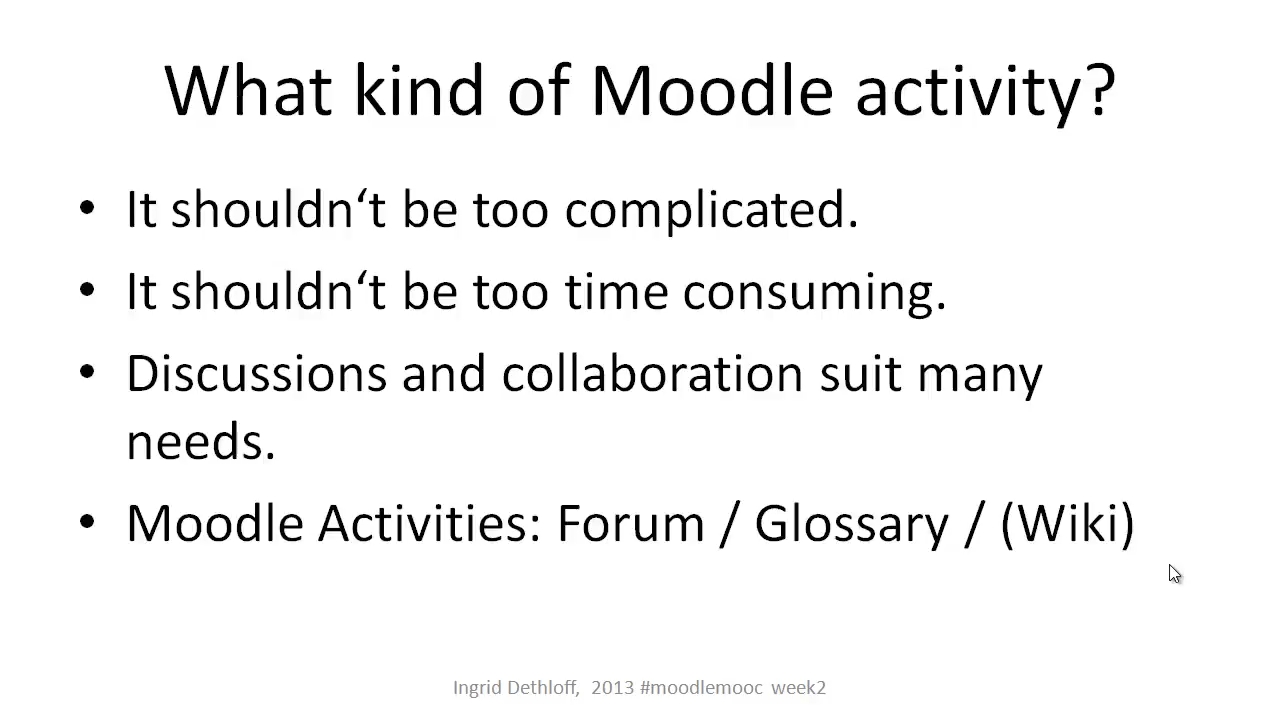 What kind of Moodle activity?
• It shouldn‘t be too complicated.
• It shouldn‘t be too time consuming.
• Discussions and collaboration suit many
needs.
• Moodle Activities: Forum / Glossary / (Wiki)
Ingrid Dethloff, 2013 #moodlemooc week2